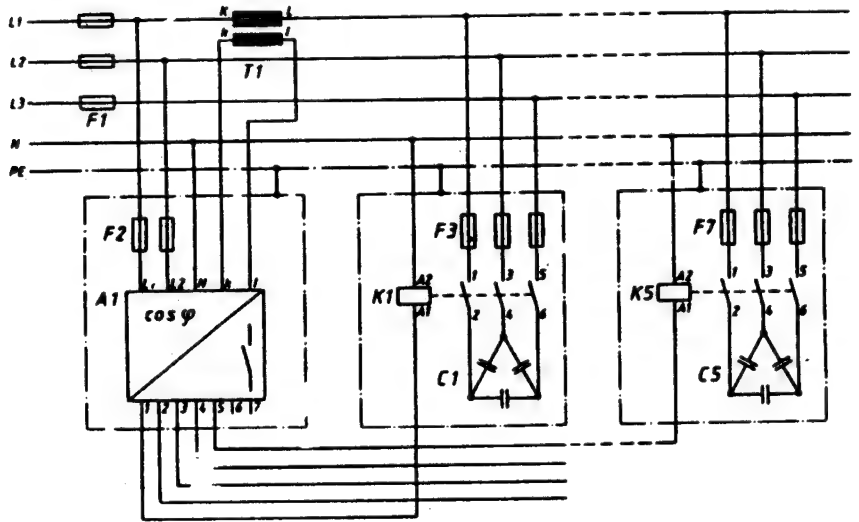 K L
L1
k l
L2
T1
L3
F1
N
PE
F2 F3 F7
L1 L2 N k l
1 3 5
1 3 5
A1
A2
A2
K1
K5
cos φ
A1
A1
2 4 6
2 4 6
C1
C5
1 2 3 4 5 6 7